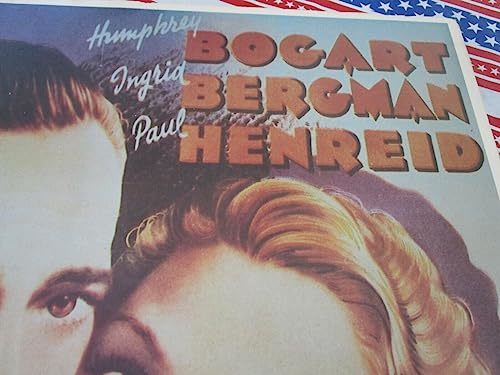 Humphrey BOGART
Ingrid BERGMAN
Paul HENREID